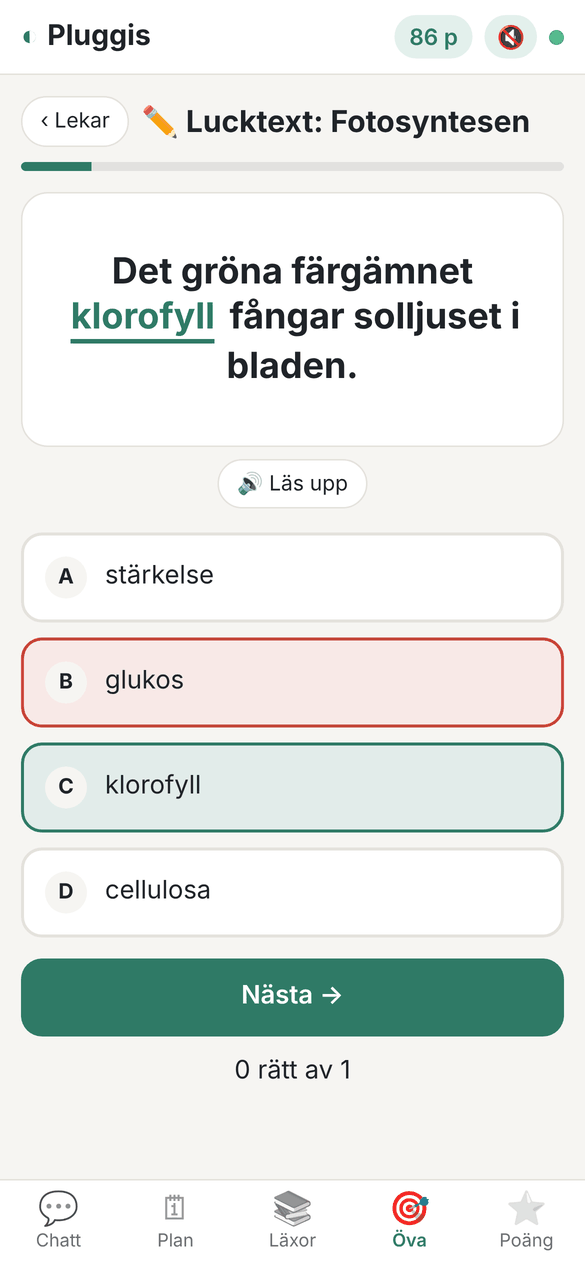 Pluggis
86 p
‹ Lekar
Lucktext: Fotosyntesen
Det gröna färgämnet
klorofyll fångar solljuset i
bladen.
Läs upp
A stärkelse
B glukos
C klorofyll
D cellulosa
Nästa →
0 rätt av 1
Chatt
Plan
Läxor
Öva
Poäng